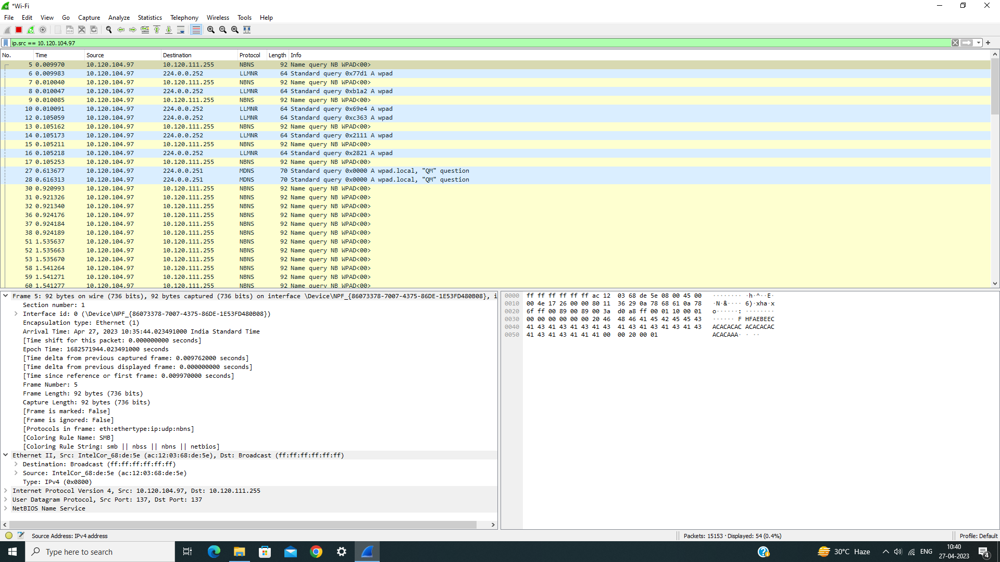 *Wi-Fi
File Edit View Go Capture Analyze Statistics Telephony Wireless Tools Help
ip.src == 10.120.104.97
No. Time Source Destination Protocol Length Info
5 0.009970 10.120.104.97 10.120.111.255 NBNS 92 Name query NB WPAD<00>
6 0.009983 10.120.104.97 224.0.0.252 LLMNR 64 Standard query 0x77d1 A wpad
7 0.010040 10.120.104.97 10.120.111.255 NBNS 92 Name query NB WPAD<00>
8 0.010047 10.120.104.97 224.0.0.252 LLMNR 64 Standard query 0xb1a2 A wpad
9 0.010085 10.120.104.97 10.120.111.255 NBNS 92 Name query NB WPAD<00>
10 0.010091 10.120.104.97 224.0.0.252 LLMNR 64 Standard query 0x69e4 A wpad
12 0.105059 10.120.104.97 224.0.0.252 LLMNR 64 Standard query 0xc363 A wpad
13 0.105162 10.120.104.97 10.120.111.255 NBNS 92 Name query NB WPAD<00>
14 0.105173 10.120.104.97 224.0.0.252 LLMNR 64 Standard query 0x2111 A wpad
15 0.105211 10.120.104.97 10.120.111.255 NBNS 92 Name query NB WPAD<00>
16 0.105218 10.120.104.97 224.0.0.252 LLMNR 64 Standard query 0x2821 A wpad
17 0.105253 10.120.104.97 10.120.111.255 NBNS 92 Name query NB WPAD<00>
27 0.613677 10.120.104.97 224.0.0.251 MDNS 70 Standard query 0x0000 A wpad.local, "QM" question
28 0.616313 10.120.104.97 224.0.0.251 MDNS 70 Standard query 0x0000 A wpad.local, "QM" question
30 0.920993 10.120.104.97 10.120.111.255 NBNS 92 Name query NB WPAD<00>
31 0.921326 10.120.104.97 10.120.111.255 NBNS 92 Name query NB WPAD<00>
32 0.921340 10.120.104.97 10.120.111.255 NBNS 92 Name query NB WPAD<00>
36 0.924176 10.120.104.97 10.120.111.255 NBNS 92 Name query NB WPAD<00>
37 0.924184 10.120.104.97 10.120.111.255 NBNS 92 Name query NB WPAD<00>
38 0.924189 10.120.104.97 10.120.111.255 NBNS 92 Name query NB WPAD<00>
51 1.535637 10.120.104.97 10.120.111.255 NBNS 92 Name query NB WPAD<00>
52 1.535663 10.120.104.97 10.120.111.255 NBNS 92 Name query NB WPAD<00>
53 1.535670 10.120.104.97 10.120.111.255 NBNS 92 Name query NB WPAD<00>
58 1.541264 10.120.104.97 10.120.111.255 NBNS 92 Name query NB WPAD<00>
59 1.541271 10.120.104.97 10.120.111.255 NBNS 92 Name query NB WPAD<00>
60 1.541277 10.120.104.97 10.120.111.255 NBNS 92 Name query NB WPAD<00>
Frame 5: 92 bytes on wire (736 bits), 92 bytes captured (736 bits) on interface \Device\NPF_{86073378-7007-4375-86DE-1E53FD480B08}, i
Section number: 1
Interface id: 0 (\Device\NPF_{86073378-7007-4375-86DE-1E53FD480B08})
Encapsulation type: Ethernet (1)
Arrival Time: Apr 27, 2023 10:35:44.023491000 India Standard Time
[Time shift for this packet: 0.000000000 seconds]
Epoch Time: 1682571944.023491000 seconds
[Time delta from previous captured frame: 0.009762000 seconds]
[Time delta from previous displayed frame: 0.000000000 seconds]
[Time since reference or first frame: 0.009970000 seconds]
Frame Number: 5
Frame Length: 92 bytes (736 bits)
Capture Length: 92 bytes (736 bits)
[Frame is marked: False]
[Frame is ignored: False]
[Protocols in frame: eth:ethertype:ip:udp:nbns]
[Coloring Rule Name: SMB]
[Coloring Rule String: smb || nbss || nbns || netbios]
Ethernet II, Src: IntelCor_68:de:5e (ac:12:03:68:de:5e), Dst: Broadcast (ff:ff:ff:ff:ff:ff)
Destination: Broadcast (ff:ff:ff:ff:ff:ff)
Source: IntelCor_68:de:5e (ac:12:03:68:de:5e)
Type: IPv4 (0x0800)
Internet Protocol Version 4, Src: 10.120.104.97, Dst: 10.120.111.255
User Datagram Protocol, Src Port: 137, Dst Port: 137
NetBIOS Name Service
0000 ff ff ff ff ff ff ac 12 03 68 de 5e 08 00 45 00 ········ ·h·^··E·
0010 00 4e 17 26 00 00 80 11 36 29 0a 78 68 61 0a 78 ·N·&···· 6)·xha·x
0020 6f ff 00 89 00 89 00 3a d0 a8 ff 00 01 10 00 01 o······: ········
0030 00 00 00 00 00 00 20 46 48 46 41 45 42 45 45 43 ······ F HFAEBEEC
0040 41 43 41 43 41 43 41 43 41 43 41 43 41 43 41 43 ACACACAC ACACACAC
0050 41 43 41 43 41 41 41 00 00 20 00 01 ACACAAA· · ··
Source Address: IPv4 address
Packets: 15153 · Displayed: 54 (0.4%)
Profile: Default
Type here to search
30°C Haze
ENG
10:40
27-04-2023
4